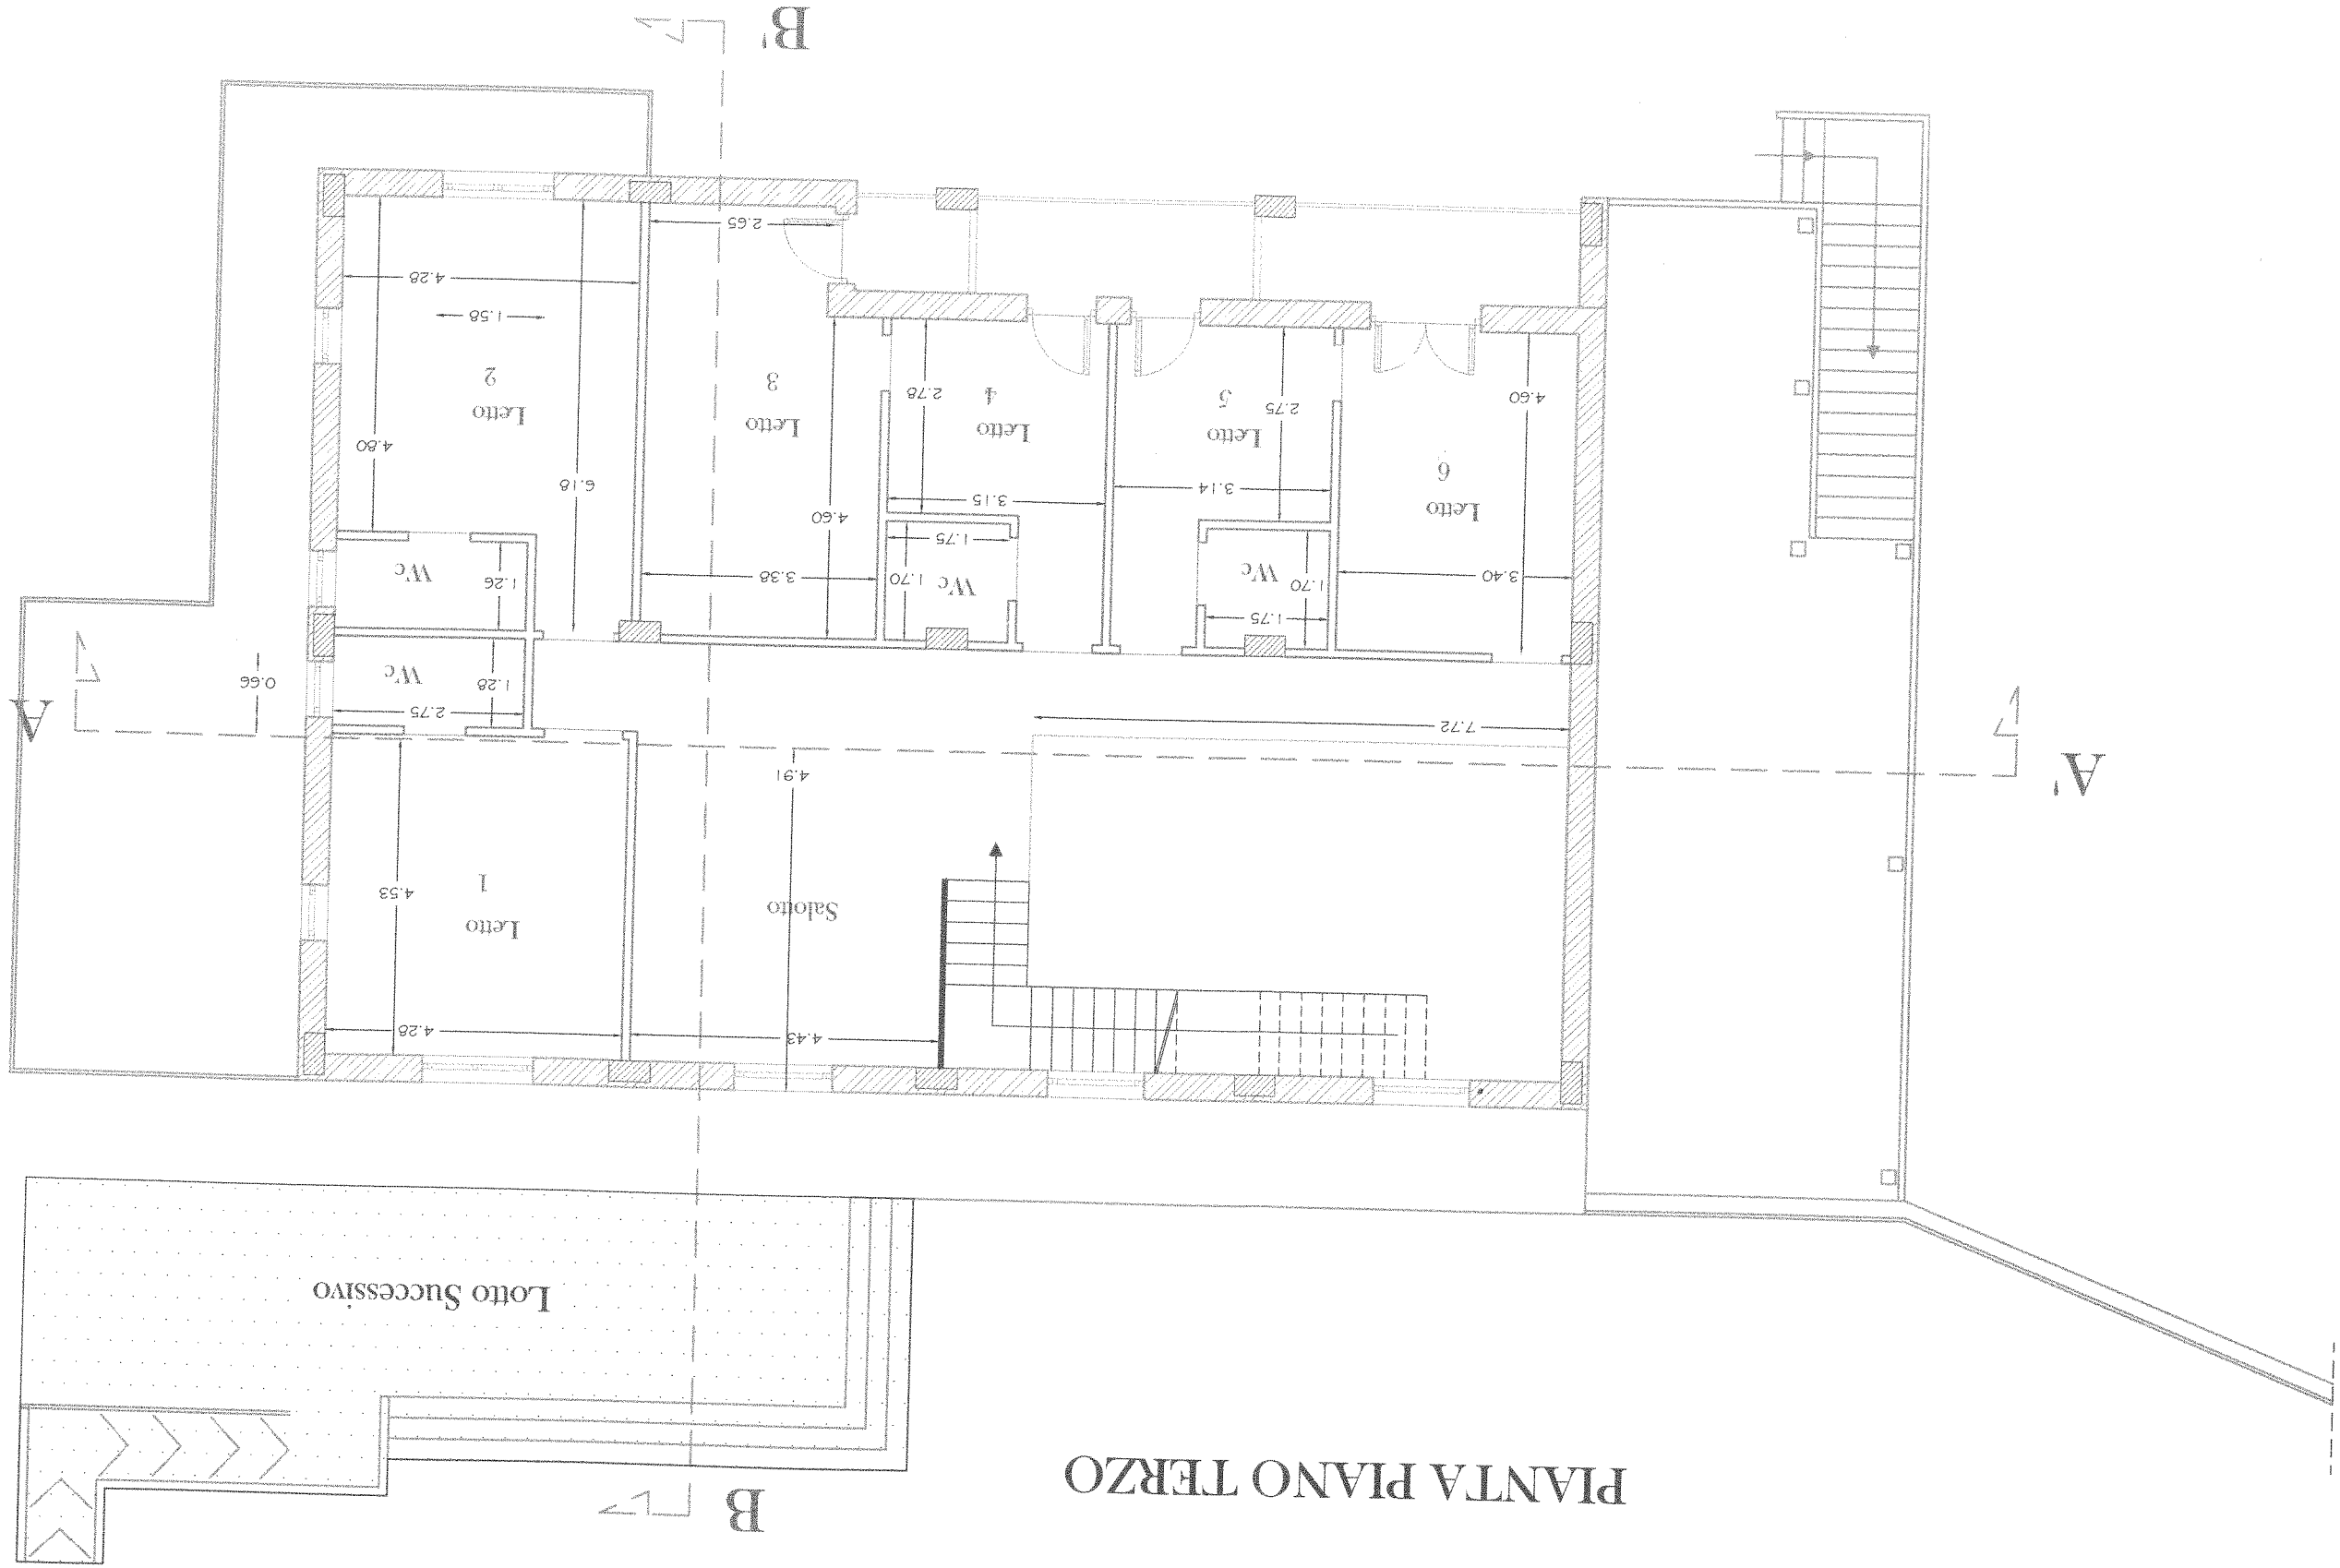 PIANTA PIANO TERZO
B
Lotto Successivo
4.43
4.28
Salotto
Letto
1
4.53
4.91
A'
7.72
A
2.75
1.28
Wc
0.66
1.75
1.70
Wc
3.40
Wc
1.70
1.75
3.38
1.26
Wc
Letto
6
4.60
3.14
2.75
Letto
5
3.15
2.78
Letto
4
4.60
Letto
3
6.18
4.80
Letto
2
1.58
4.28
2.65
B'